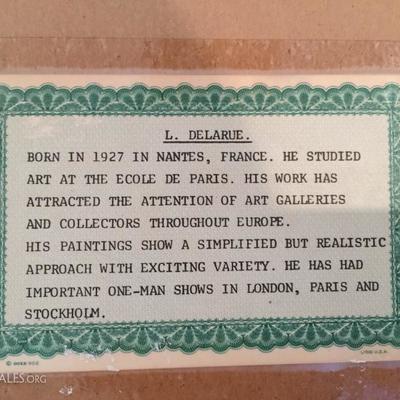 L. DELARUE.
BORN IN 1927 IN NANTES, FRANCE. HE STUDIED
ART AT THE ECOLE DE PARIS. HIS WORK HAS
ATTRACTED THE ATTENTION OF ART GALLERIES
AND COLLECTORS THROUGHOUT EUROPE.
HIS PAINTINGS SHOW A SIMPLIFIED BUT REALISTIC
APPROACH WITH EXCITING VARIETY. HE HAS HAD
IMPORTANT ONE-MAN SHOWS IN LONDON, PARIS AND
STOCKHOLM.
© GOES
U.S.A.
ALES.ORG